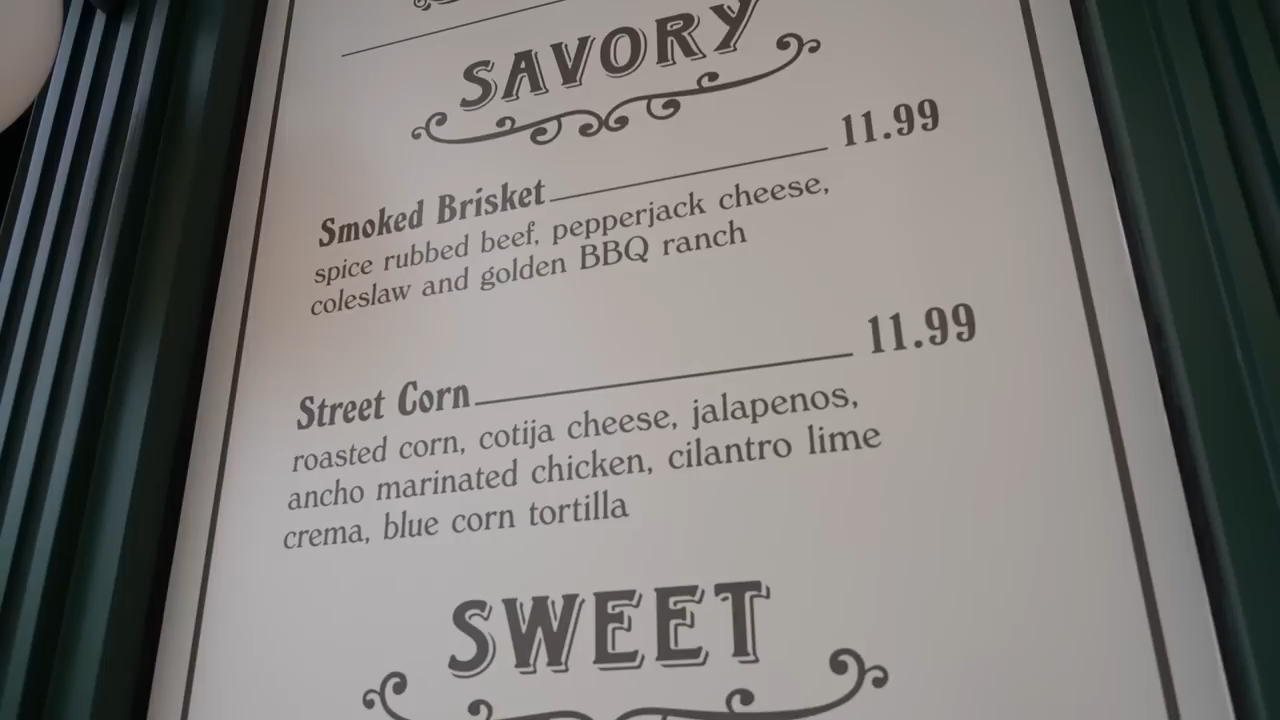 SAVORY
Smoked Brisket 11.99
spice rubbed beef, pepperjack cheese,
coleslaw and golden BBQ ranch
Street Corn 11.99
roasted corn, cotija cheese, jalapenos,
ancho marinated chicken, cilantro lime
crema, blue corn tortilla
SWEET